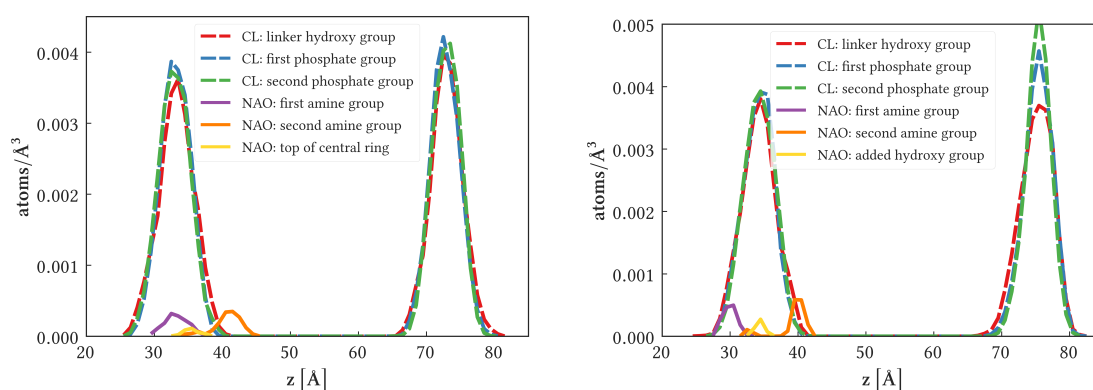 CL: linker hydroxy group
CL: first phosphate group
CL: second phosphate group
NAO: first amine group
NAO: second amine group
NAO: top of central ring
0.004
0.003
0.002
0.001
0.000
atoms/Å³
20 30 40 50 60 70 80
z [Å]
CL: linker hydroxy group
CL: first phosphate group
CL: second phosphate group
NAO: first amine group
NAO: second amine group
NAO: added hydroxy group
0.005
0.004
0.003
0.002
0.001
0.000
atoms/Å³
20 30 40 50 60 70 80
z [Å]